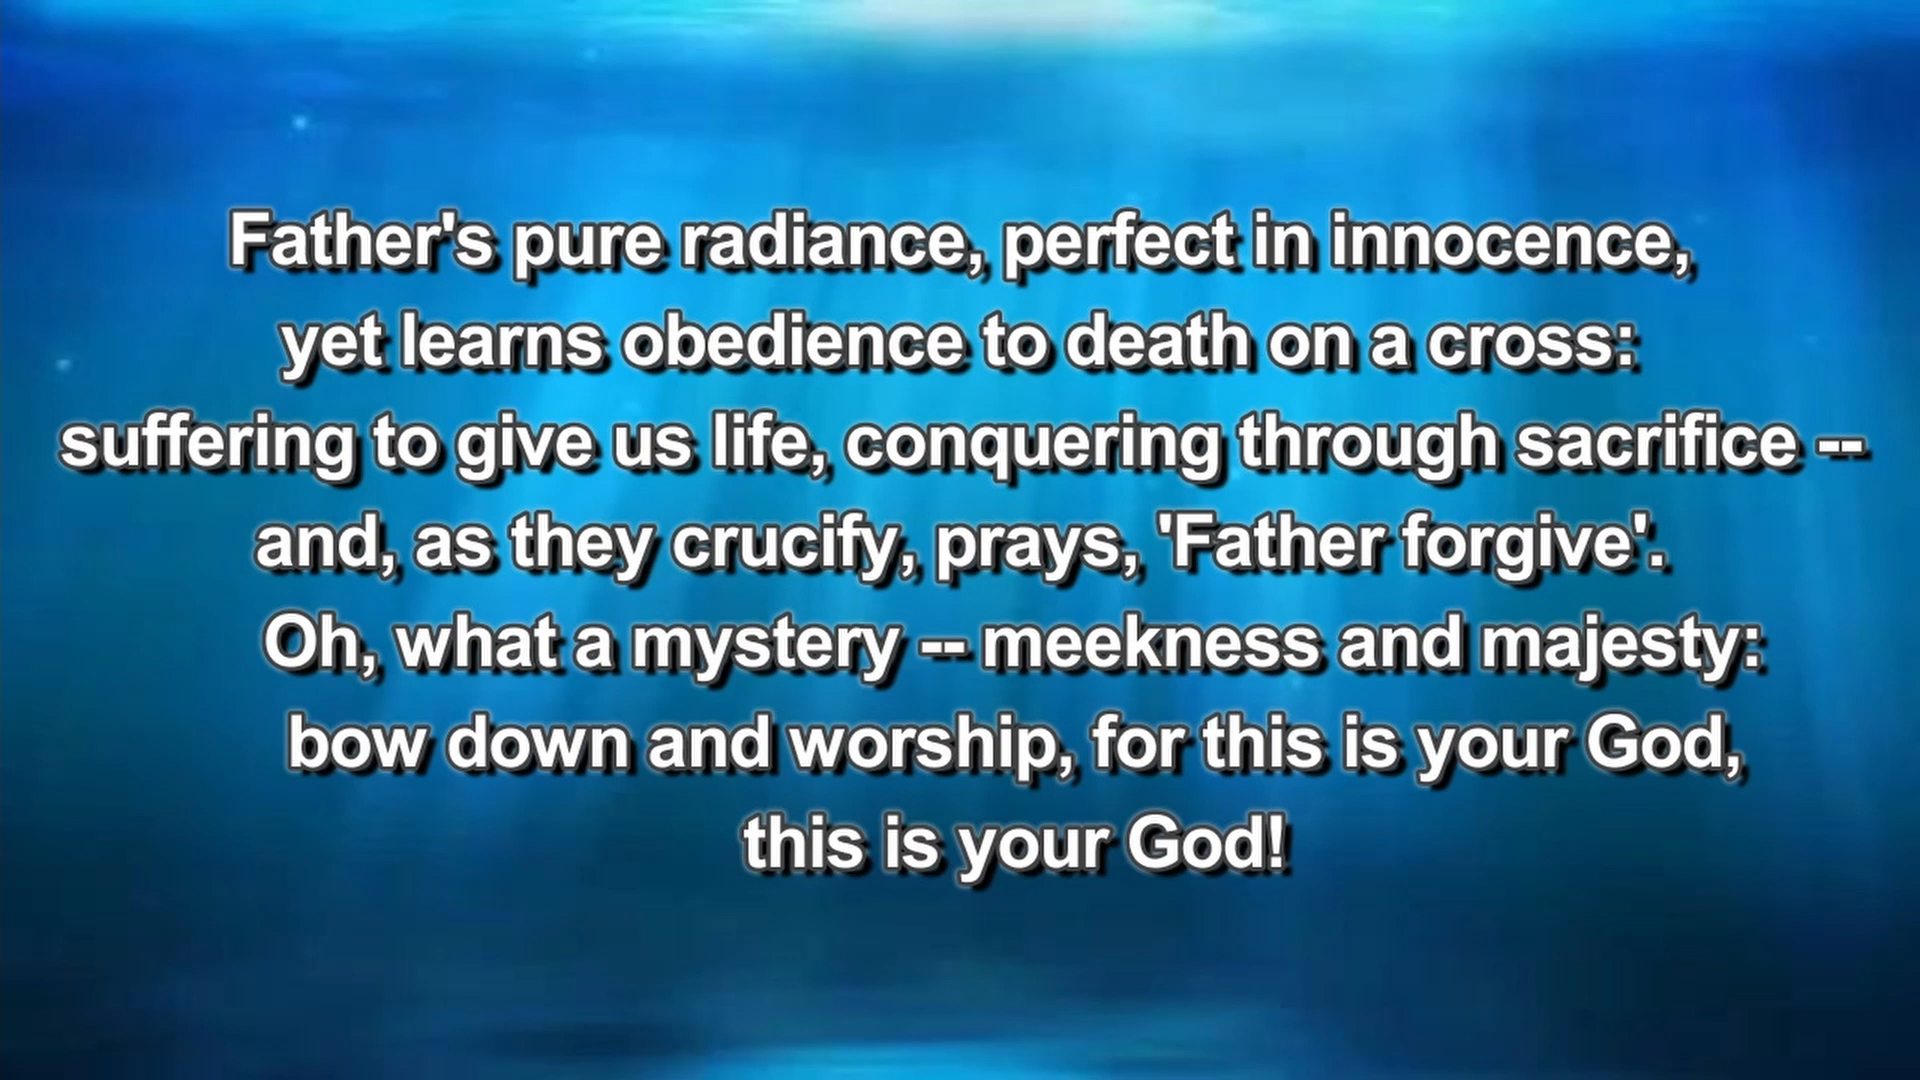 Father's pure radiance, perfect in innocence,
yet learns obedience to death on a cross:
suffering to give us life, conquering through sacrifice --
and, as they crucify, prays, 'Father forgive'.
Oh, what a mystery -- meekness and majesty:
bow down and worship, for this is your God,
this is your God!